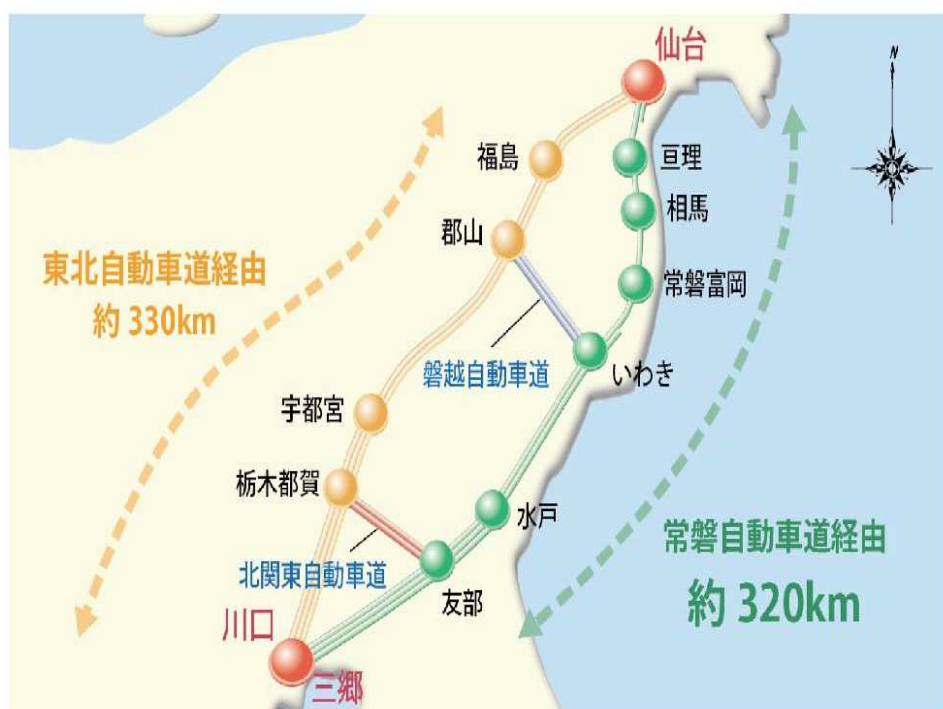 仙台
N
福島
亘理
相馬
郡山
東北自動車道経由
約 330km
常磐富岡
磐越自動車道
いわき
宇都宮
栃木都賀
水戸
北関東自動車道
友部
常磐自動車道経由
約 320km
川口
三郷